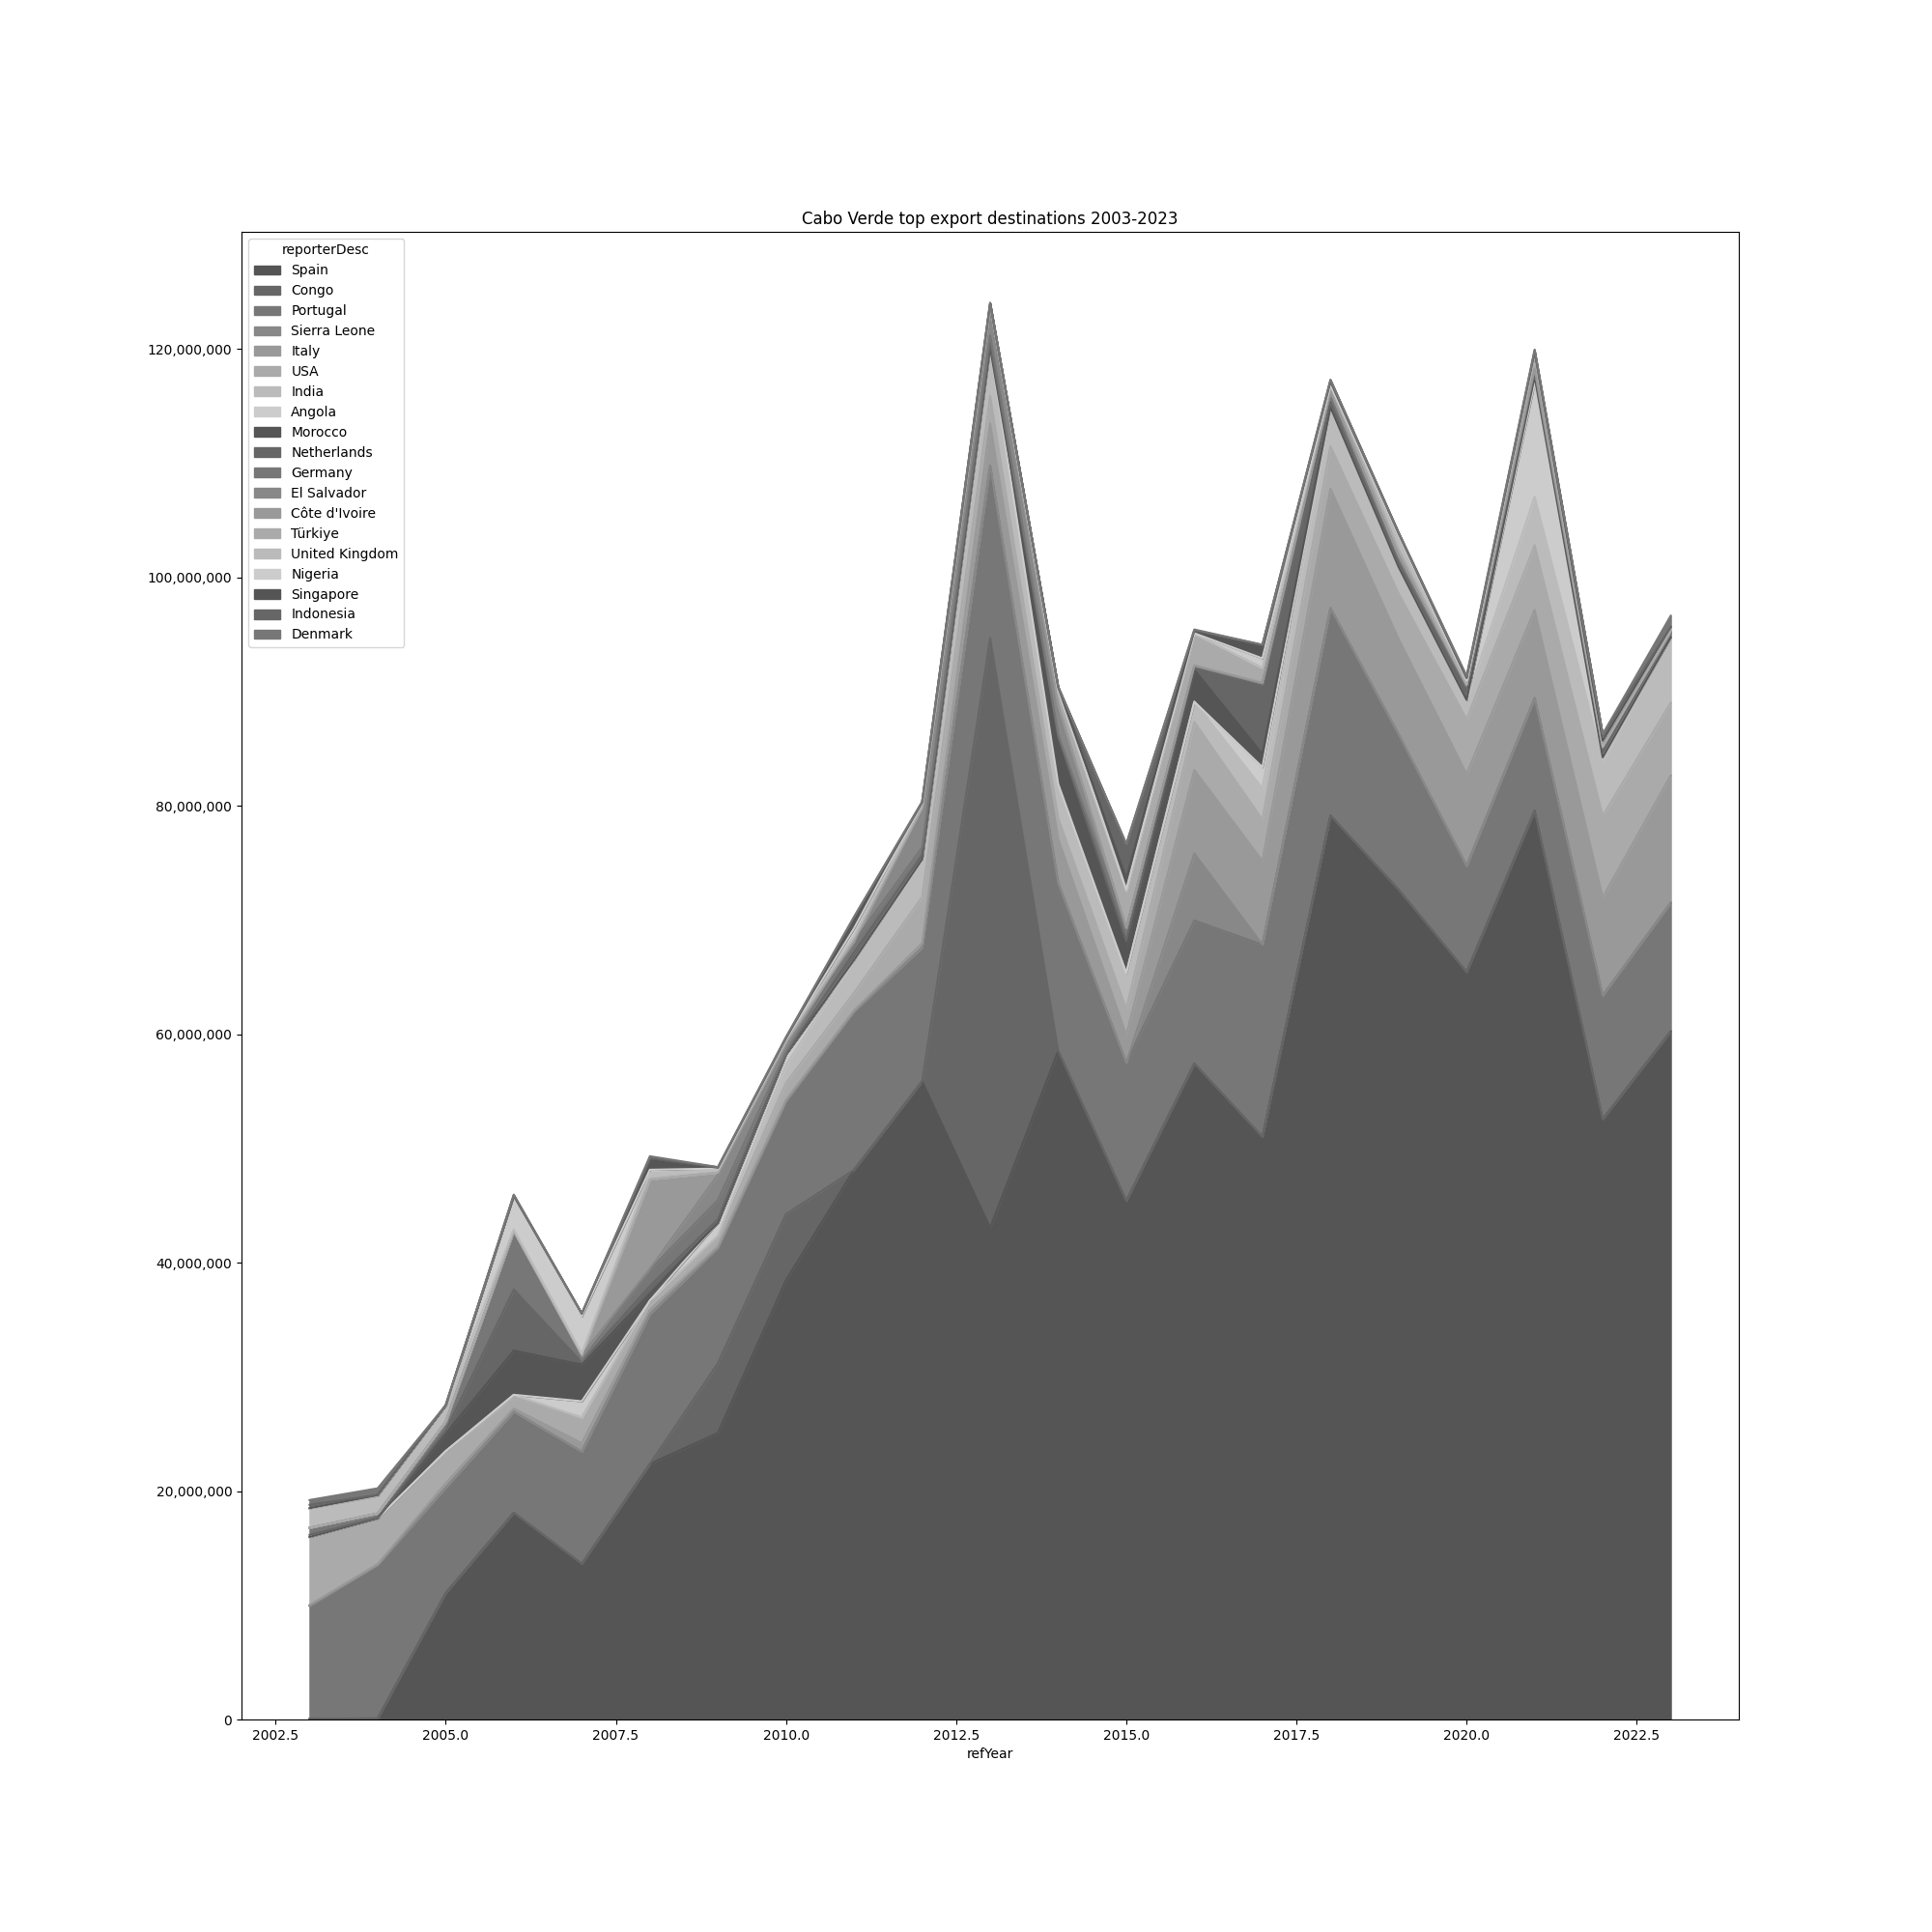 Cabo Verde top export destinations 2003-2023
reporterDesc
Spain
Congo
Portugal
Sierra Leone
Italy
USA
India
Angola
Morocco
Netherlands
Germany
El Salvador
Côte d'Ivoire
Türkiye
United Kingdom
Nigeria
Singapore
Indonesia
Denmark
120,000,000
100,000,000
80,000,000
60,000,000
40,000,000
20,000,000
0
2002.5 2005.0 2007.5 2010.0 2012.5 2015.0 2017.5 2020.0 2022.5
refYear